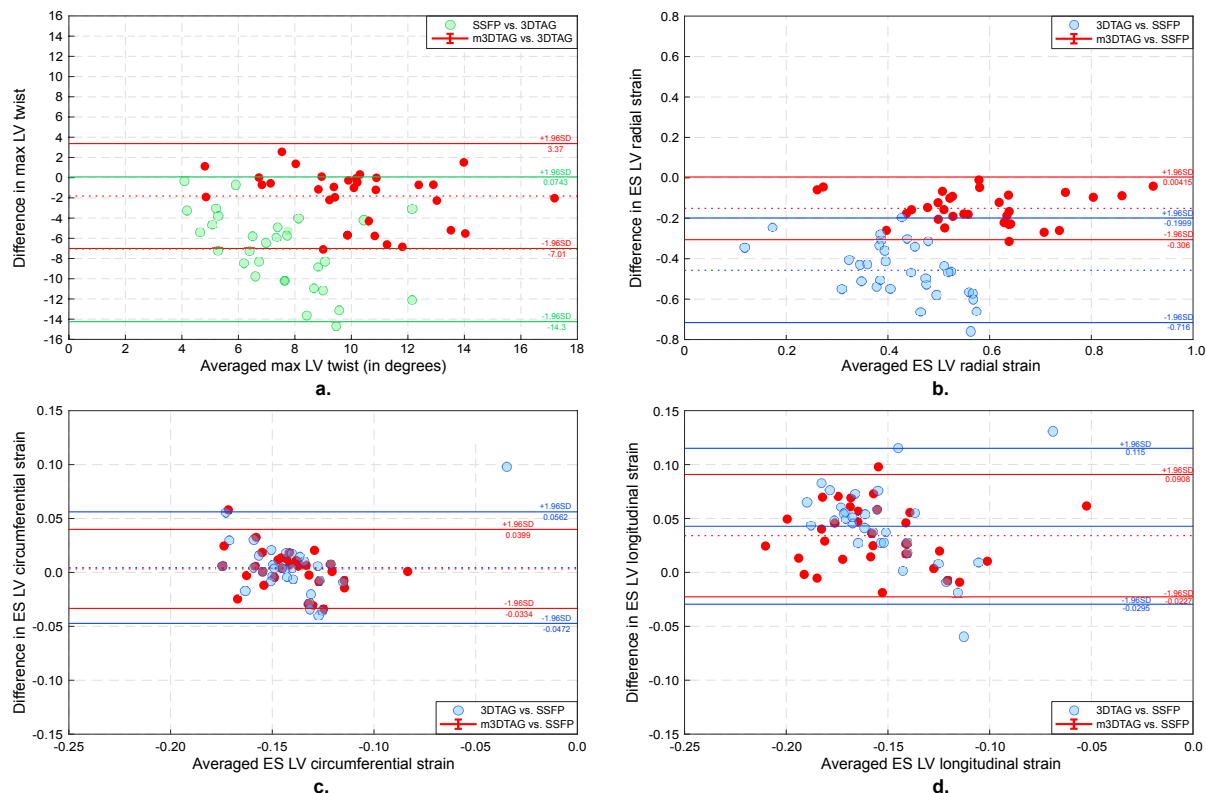 16
14
12
10
8
6
4
2
0
-2
-4
-6
-8
-10
-12
-14
-16
Difference in max LV twist
SSFP vs. 3DTAG
m3DTAG vs. 3DTAG
+1.96SD
3.37
+1.96SD
0.0743
-1.96SD
-7.01
-1.96SD
-14.3
0 2 4 6 8 10 12 14 16 18
Averaged max LV twist (in degrees)
a.
0.8
0.6
0.4
0.2
0.0
-0.2
-0.4
-0.6
-0.8
Difference in ES LV radial strain
3DTAG vs. SSFP
m3DTAG vs. SSFP
+1.96SD
0.00415
+1.96SD
-0.1999
-1.96SD
-0.306
-1.96SD
-0.716
0 0.2 0.4 0.6 0.8 1.0
Averaged ES LV radial strain
b.
0.15
0.10
0.05
0.0
-0.05
-0.10
-0.15
Difference in ES LV circumferential strain
+1.96SD
0.0562
+1.96SD
0.0399
-1.96SD
-0.0334
-1.96SD
-0.0472
3DTAG vs. SSFP
m3DTAG vs. SSFP
-0.25 -0.20 -0.15 -0.10 -0.05 0.0
Averaged ES LV circumferential strain
c.
0.15
0.10
0.05
0.0
-0.05
-0.10
-0.15
Difference in ES LV longitudinal strain
+1.96SD
0.115
+1.96SD
0.0908
-1.96SD
-0.0227
-1.96SD
-0.0295
3DTAG vs. SSFP
m3DTAG vs. SSFP
-0.25 -0.20 -0.15 -0.10 -0.05 0.0
Averaged ES LV longitudinal strain
d.